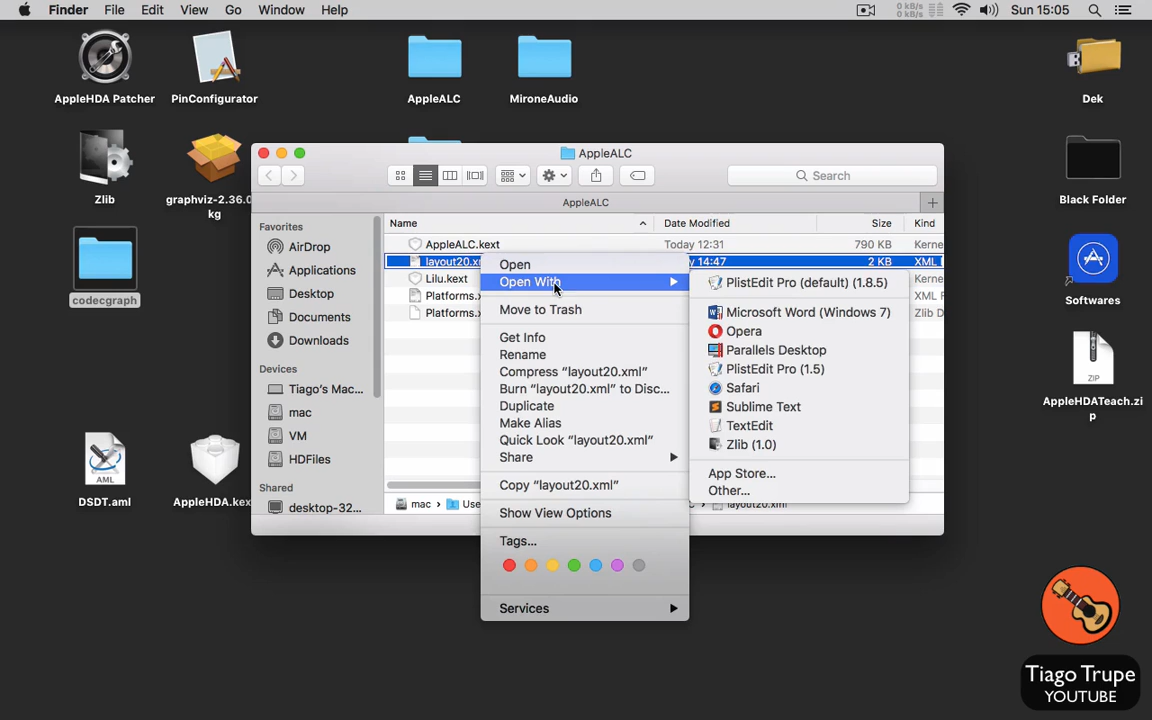 Finder File Edit View Go Window Help
0 kB/s
0 kB/s
Sun 15:05
AppleHDA Patcher
PinConfigurator
AppleALC
MironeAudio
Dek
Zlib
graphviz-2.36.0
kg
Black Folder
codecgraph
Softwares
AppleHDATeach.zi
p
DSDT.aml
AppleHDA.kex
AppleALC
Search
AppleALC
Favorites
AirDrop
Applications
Desktop
Documents
Downloads
Devices
Tiago's Mac...
mac
VM
HDFiles
Shared
desktop-32...
Name Date Modified Size Kind
AppleALC.kext Today 12:31 790 KB Kerne
layout20.x 14:47 2 KB XML
Lilu.kext Kerne
Platforms.x XML
Platforms. Zlib D
mac Use layout20.xml
Open
Open With
Move to Trash
Get Info
Rename
Compress “layout20.xml”
Burn “layout20.xml” to Disc...
Duplicate
Make Alias
Quick Look “layout20.xml”
Share
Copy “layout20.xml”
Show View Options
Tags...
Services
PlistEdit Pro (default) (1.8.5)
Microsoft Word (Windows 7)
Opera
Parallels Desktop
PlistEdit Pro (1.5)
Safari
Sublime Text
TextEdit
Zlib (1.0)
App Store...
Other...
Tiago Trupe
YOUTUBE